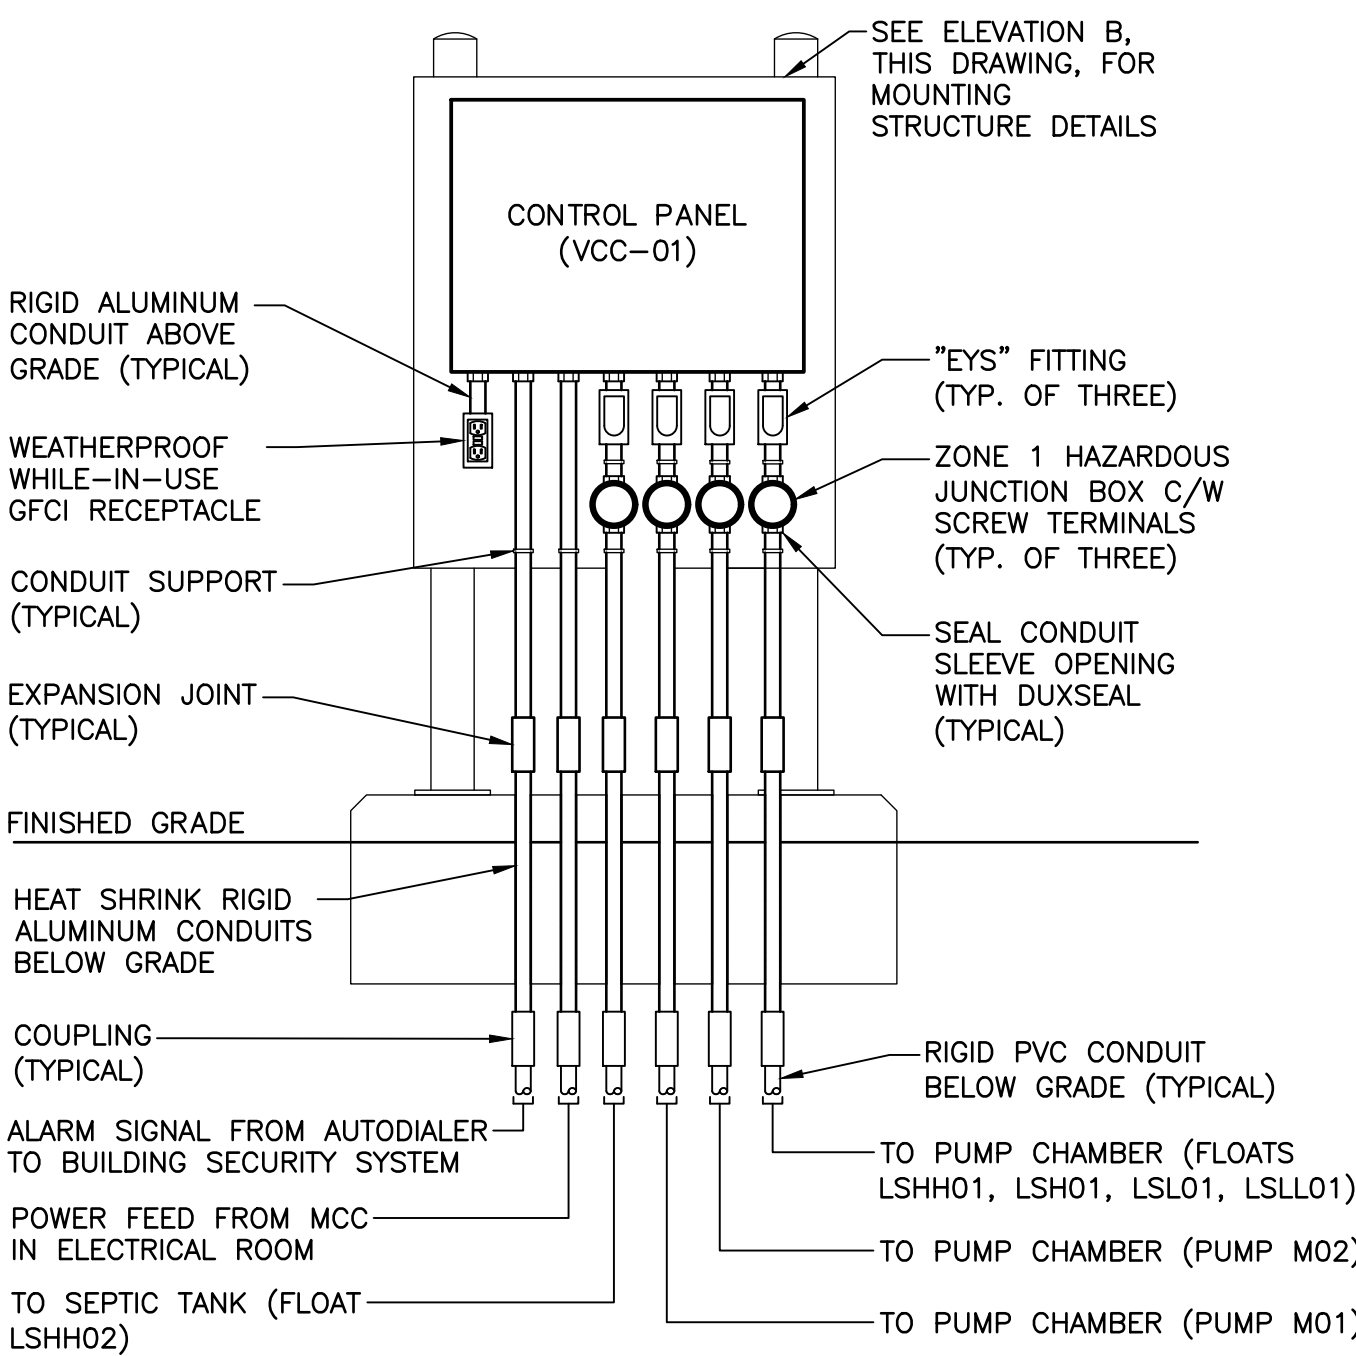 SEE ELEVATION B,
THIS DRAWING, FOR
MOUNTING
STRUCTURE DETAILS
CONTROL PANEL
(VCC-01)
RIGID ALUMINUM
CONDUIT ABOVE
GRADE (TYPICAL)
WEATHERPROOF
WHILE-IN-USE
GFCI RECEPTACLE
CONDUIT SUPPORT
(TYPICAL)
EXPANSION JOINT
(TYPICAL)
FINISHED GRADE
HEAT SHRINK RIGID
ALUMINUM CONDUITS
BELOW GRADE
COUPLING
(TYPICAL)
ALARM SIGNAL FROM AUTODIALER
TO BUILDING SECURITY SYSTEM
POWER FEED FROM MCC
IN ELECTRICAL ROOM
TO SEPTIC TANK (FLOAT
LSHH02)
"EYS" FITTING
(TYP. OF THREE)
ZONE 1 HAZARDOUS
JUNCTION BOX C/W
SCREW TERMINALS
(TYP. OF THREE)
SEAL CONDUIT
SLEEVE OPENING
WITH DUXSEAL
(TYPICAL)
RIGID PVC CONDUIT
BELOW GRADE (TYPICAL)
TO PUMP CHAMBER (FLOATS
LSHH01, LSH01, LSL01, LSLL01)
TO PUMP CHAMBER (PUMP M02)
TO PUMP CHAMBER (PUMP M01)